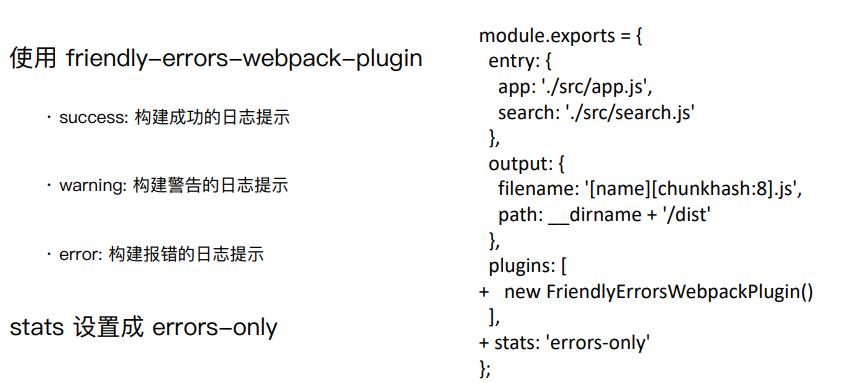 使用 friendly-errors-webpack-plugin
· success: 构建成功的日志提示
· warning: 构建警告的日志提示
· error: 构建报错的日志提示
stats 设置成 errors-only
module.exports = {
  entry: {
    app: './src/app.js',
    search: './src/search.js'
  },
  output: {
    filename: '[name][chunkhash:8].js',
    path: __dirname + '/dist'
  },
  plugins: [
+   new FriendlyErrorsWebpackPlugin()
  ],
+ stats: 'errors-only'
};